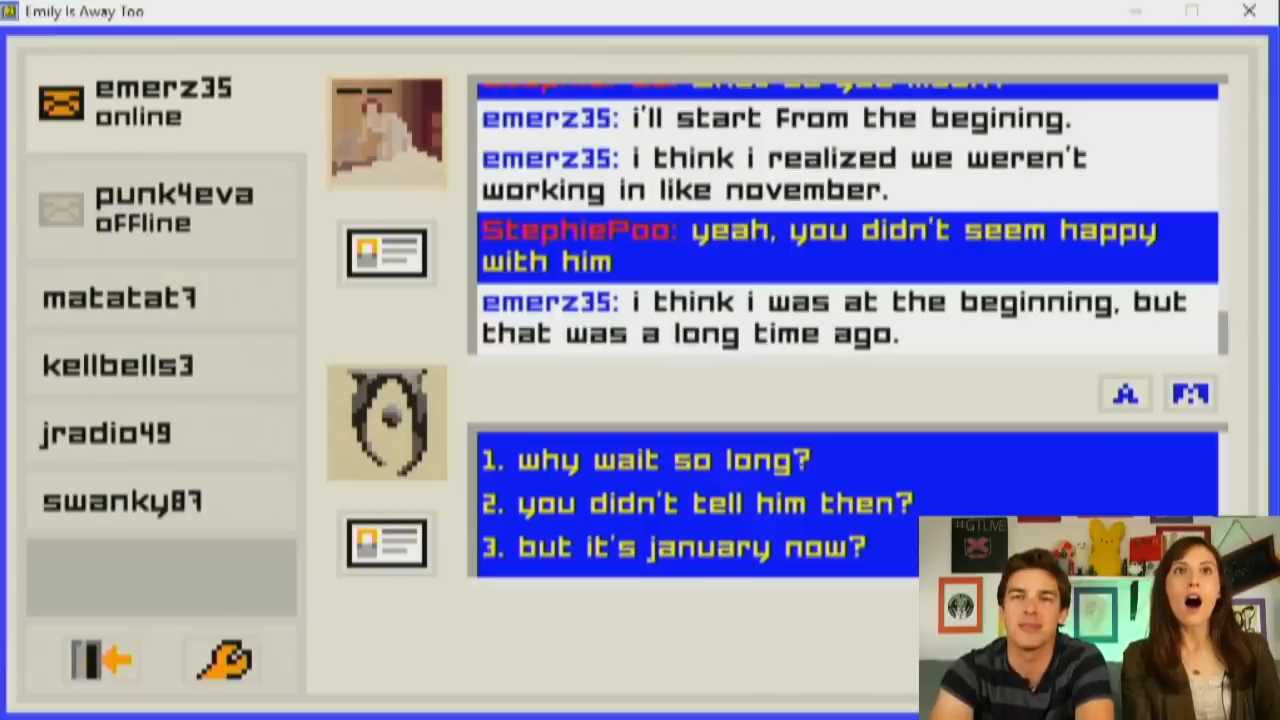 Emily Is Away Too
emerz35
online
punk4eva
offline
matatat7
kellbells3
jradio49
swanky87
emerz35: i'll start from the begining.
emerz35: i think i realized we weren't
working in like november.
StephiePoo: yeah, you didn't seem happy
with him
emerz35: i think i was at the beginning, but
that was a long time ago.
A
1. why wait so long?
2. you didn't tell him then?
3. but it's january now?
#GTLIVE